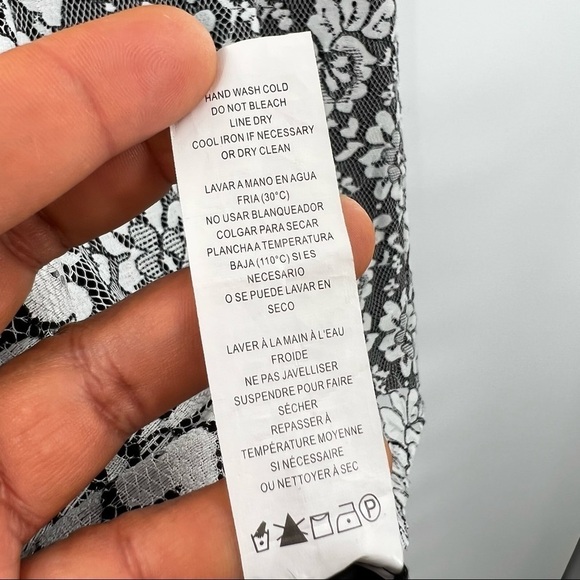 HAND WASH COLD
DO NOT BLEACH
LINE DRY
COOL IRON IF NECESSARY
OR DRY CLEAN
LAVAR A MANO EN AGUA
FRIA (30°C)
NO USAR BLANQUEADOR
COLGAR PARA SECAR
PLANCHA A TEMPERATURA
BAJA (110°C) SI ES
NECESARIO
O SE PUEDE LAVAR EN
SECO
LAVER À LA MAIN À L'EAU
FROIDE
NE PAS JAVELLISER
SUSPENDRE POUR FAIRE
SÉCHER
REPASSER À
TEMPÉRATURE MOYENNE
SI NÉCESSAIRE
OU NETTOYER À SEC
P